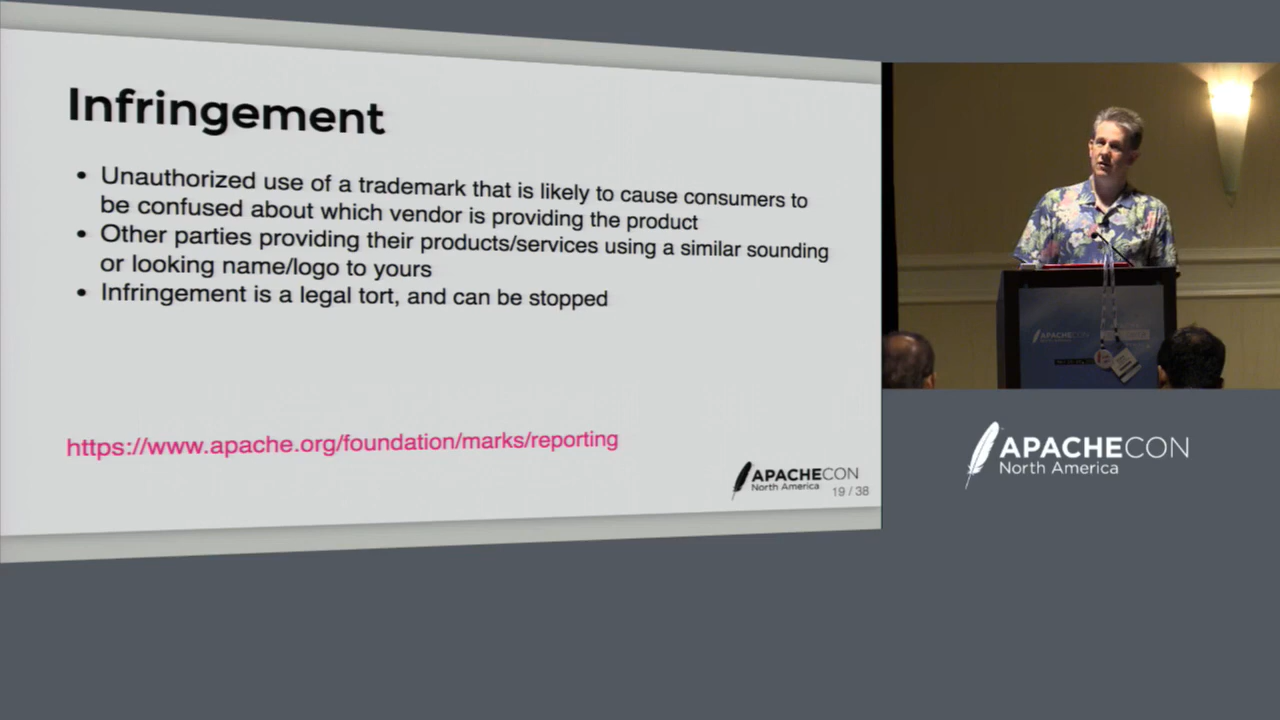 Infringement
• Unauthorized use of a trademark that is likely to cause consumers to
be confused about which vendor is providing the product
• Other parties providing their products/services using a similar sounding
or looking name/logo to yours
• Infringement is a legal tort, and can be stopped
https://www.apache.org/foundation/marks/reporting
APACHECON
North America
19 / 38
APACHECON
North America
APACHECON
North America